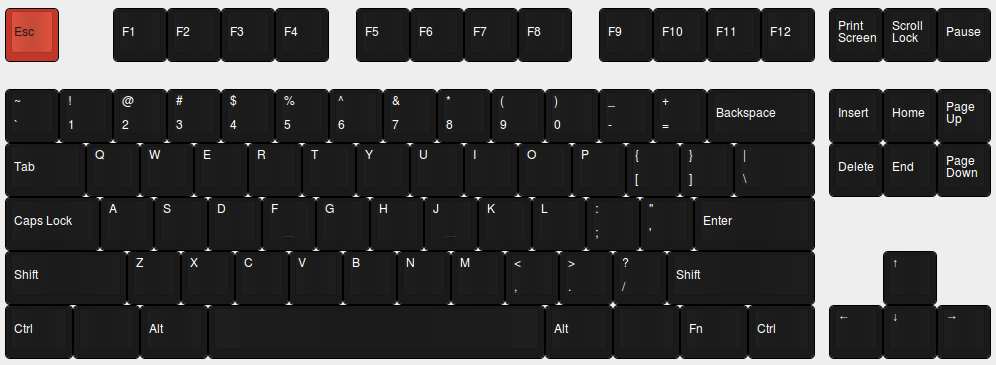 Esc F1 F2 F3 F4 F5 F6 F7 F8 F9 F10 F11 F12 Print Screen Scroll Lock Pause
~ ! @ # $ % ^ & * ( ) _ +
` 1 2 3 4 5 6 7 8 9 0 - = Backspace Insert Home Page Up
Tab Q W E R T Y U I O P { } | Delete End Page Down
[ ] \
Caps Lock A S D F G H J K L : " Enter
; '
Shift Z X C V B N M < > ? Shift ↑
, . /
Ctrl Alt Alt Fn Ctrl ← ↓ →